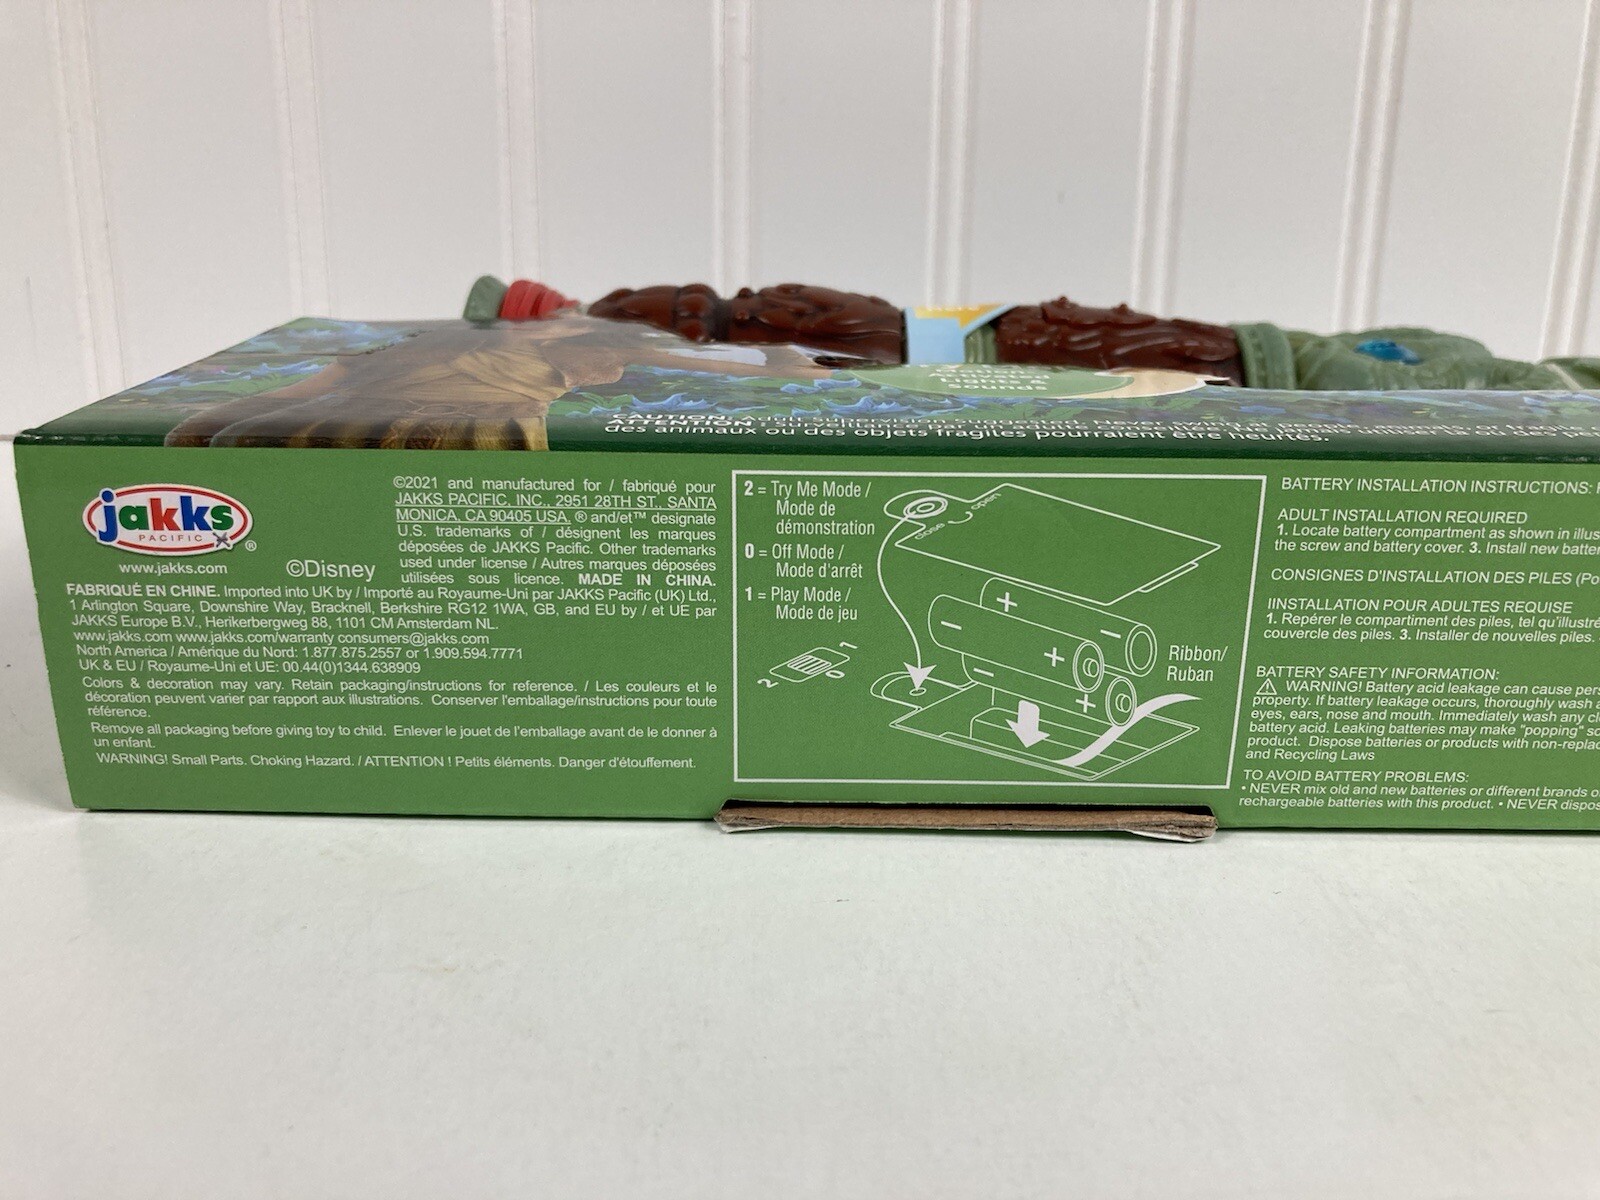 Lights &
CAUTION: Adult
ATTENTION :
des animaux ou des objets fragiles pourraient être heurtés.
jakks
PACIFIC
®
www.jakks.com
©Disney
©2021 and manufactured for / fabriqué pour
JAKKS PACIFIC, INC., 2951 28TH ST., SANTA
MONICA, CA 90405 USA. ® and/et™ designate
U.S. trademarks of / désignent les marques
déposées de JAKKS Pacific. Other trademarks
used under license / Autres marques déposées
utilisées sous licence. MADE IN CHINA.
FABRIQUÉ EN CHINE. Imported into UK by / Importé au Royaume-Uni par JAKKS Pacific (UK) Ltd.,
1 Arlington Square, Downshire Way, Bracknell, Berkshire RG12 1WA, GB, and EU by / et UE par
JAKKS Europe B.V., Herikerbergweg 88, 1101 CM Amsterdam NL.
www.jakks.com www.jakks.com/warranty consumers@jakks.com
North America / Amérique du Nord: 1.877.875.2557 or 1.909.594.7771
UK & EU / Royaume-Uni et UE: 00.44(0)1344.638909
Colors & decoration may vary. Retain packaging/instructions for reference. / Les couleurs et le
décoration peuvent varier par rapport aux illustrations. Conserver l'emballage/instructions pour toute
référence.
Remove all packaging before giving toy to child. Enlever le jouet de l'emballage avant de le donner à
un enfant.
WARNING! Small Parts. Choking Hazard. / ATTENTION ! Petits éléments. Danger d'étouffement.
2 = Try Me Mode /
Mode de
démonstration
0 = Off Mode /
Mode d'arrêt
1 = Play Mode /
Mode de jeu
2 0 1
close open
+
−
+
−
−
+
Ribbon/
Ruban
BATTERY INSTALLATION INSTRUCTIONS:
ADULT INSTALLATION REQUIRED
1. Locate battery compartment as shown in illus
the screw and battery cover. 3. Install new batter
CONSIGNES D'INSTALLATION DES PILES (Po
IINSTALLATION POUR ADULTES REQUISE
1. Repérer le compartiment des piles, tel qu'illustré
couvercle des piles. 3. Installer de nouvelles piles.
BATTERY SAFETY INFORMATION:
WARNING! Battery acid leakage can cause pers
property. If battery leakage occurs, thoroughly wash a
eyes, ears, nose and mouth. Immediately wash any cl
battery acid. Leaking batteries may make "popping" so
product. Dispose batteries or products with non-replac
and Recycling Laws
TO AVOID BATTERY PROBLEMS:
• NEVER mix old and new batteries or different brands o
rechargeable batteries with this product. • NEVER dispos